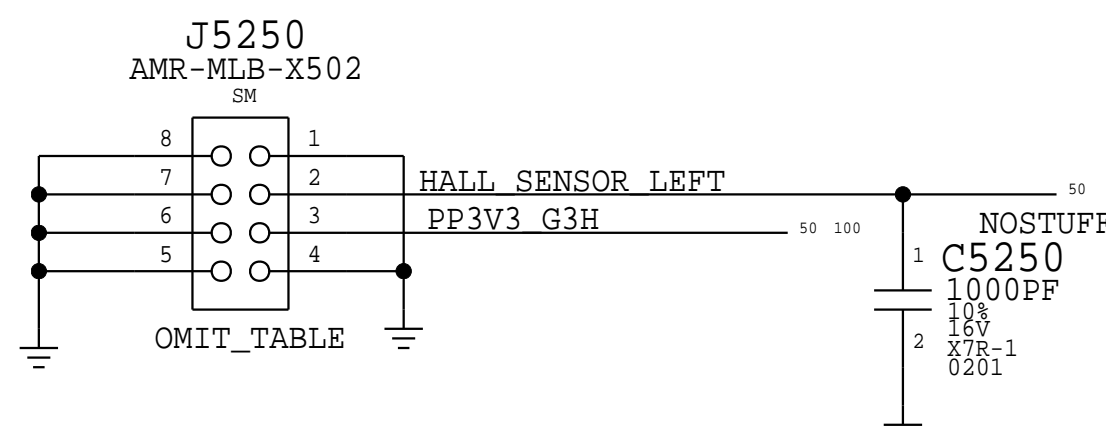 J5250
AMR-MLB-X502
SM
8 1
7 2 HALL_SENSOR_LEFT 50
6 3 PP3V3_G3H 50 100
5 4
NOSTUFF
1 C5250
1000PF
10%
16V
2 X7R-1
0201
OMIT_TABLE